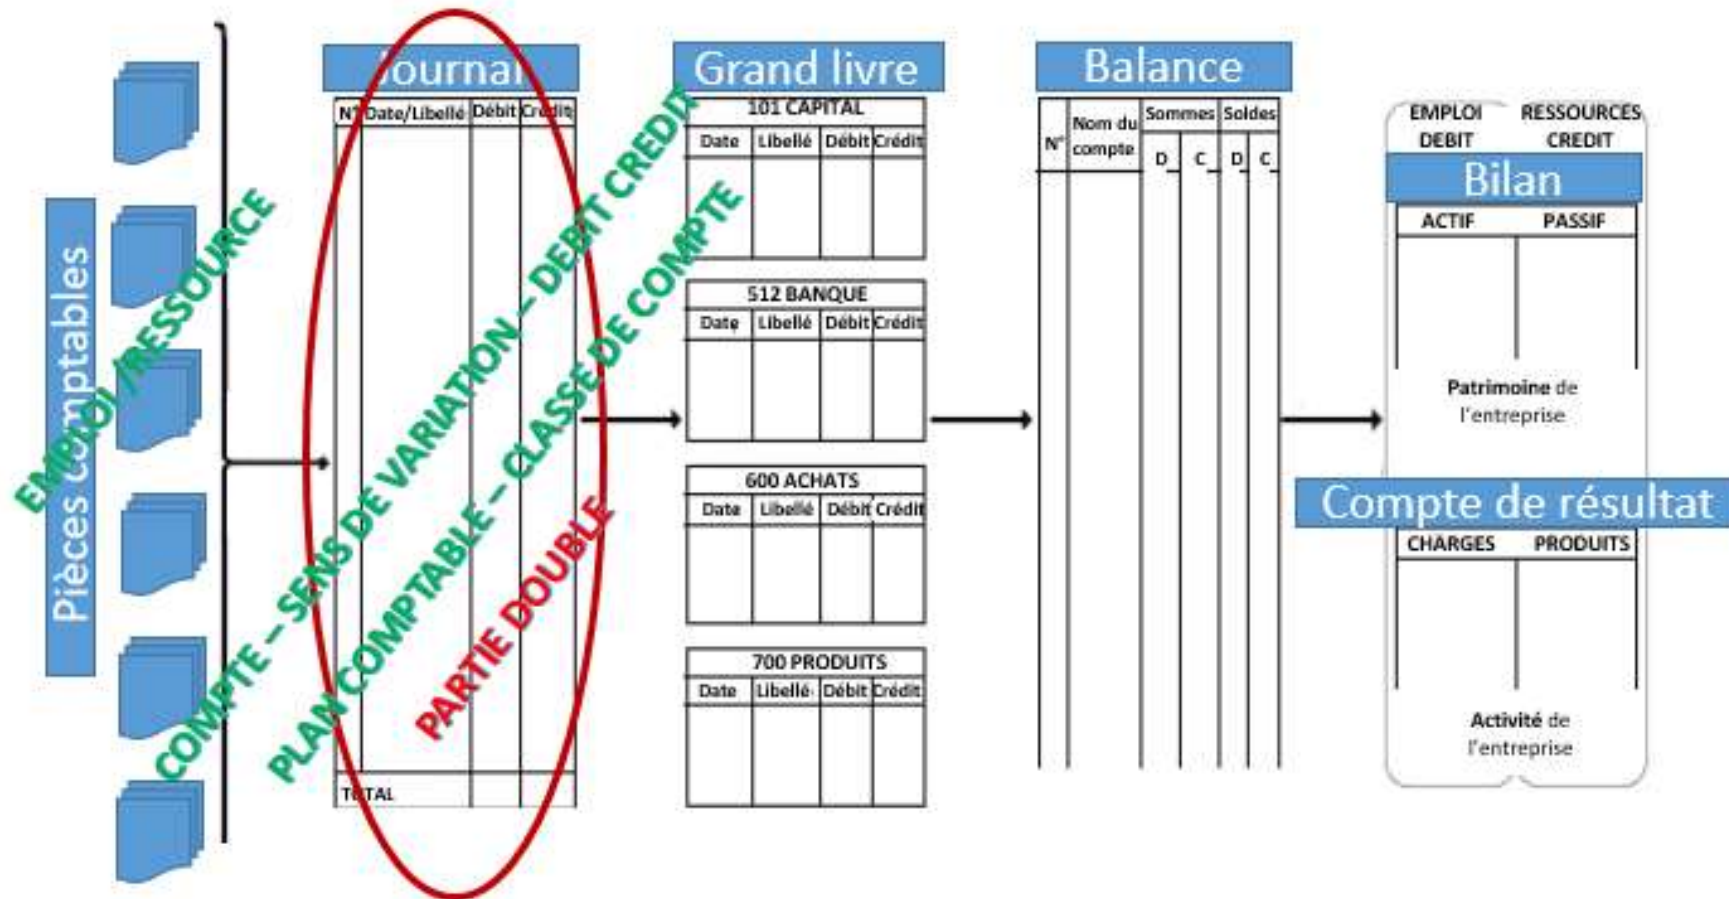 Pièces comptables
EMPLOI /RESSOURCE
Journal
N° Date/Libellé Débit Crédit
TOTAL
COMPTE – SENS DE VARIATION – DEBIT CREDIT
PLAN COMPTABLE – CLASSE DE COMPTE
PARTIE DOUBLE
Grand livre
101 CAPITAL
Date Libellé Débit Crédit
512 BANQUE
Date Libellé Débit Crédit
600 ACHATS
Date Libellé Débit Crédit
700 PRODUITS
Date Libellé Débit Crédit
Balance
N° Nom du compte Sommes Soldes
D C D C
EMPLOI RESSOURCES
DEBIT CREDIT
Bilan
ACTIF PASSIF
Patrimoine de
l'entreprise
Compte de résultat
CHARGES PRODUITS
Activité de
l'entreprise